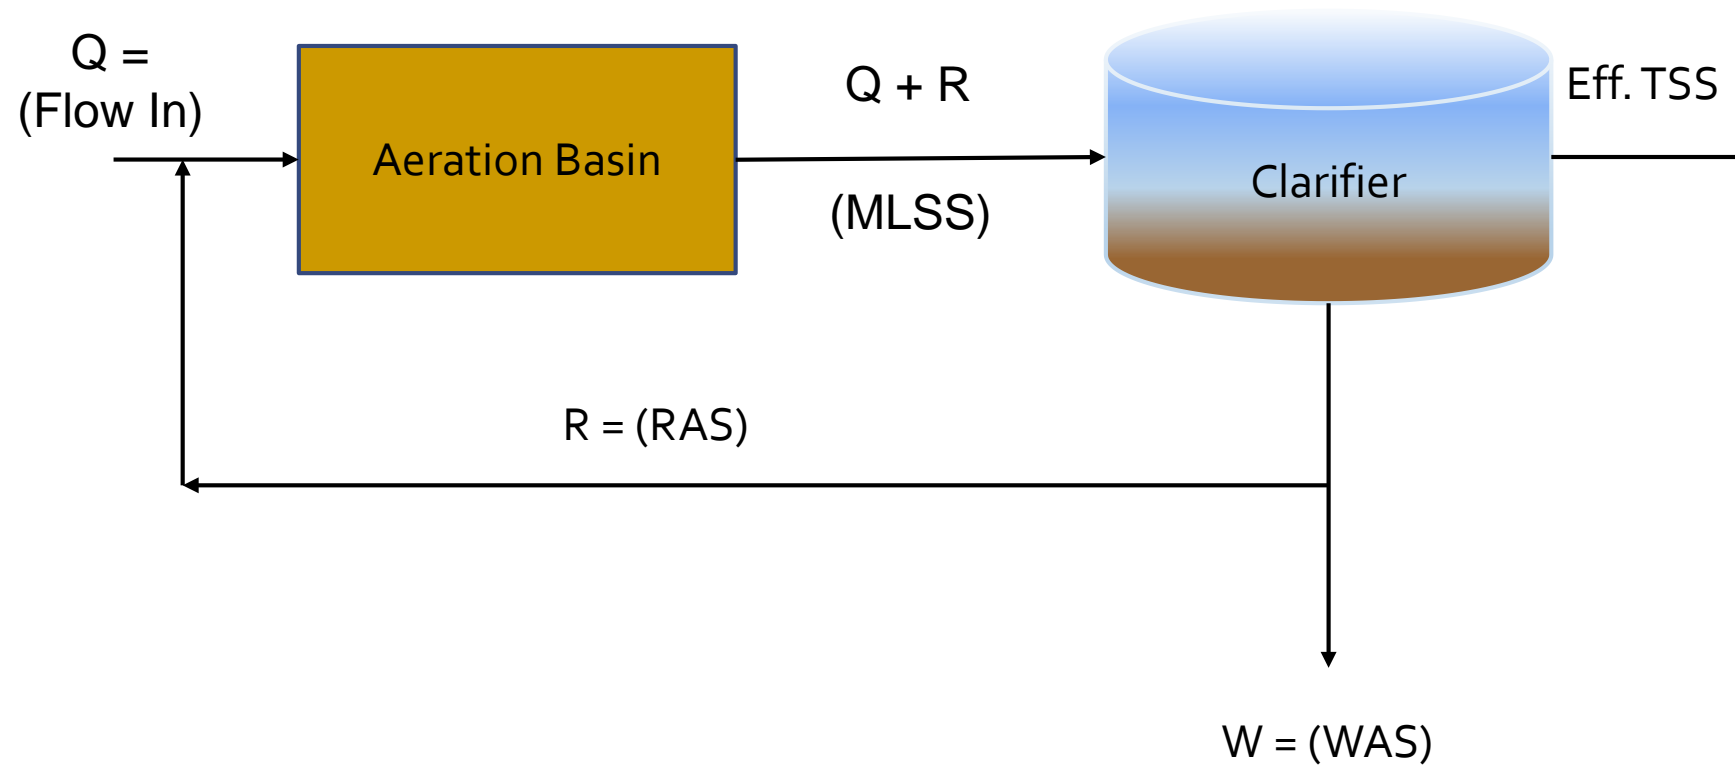 Q =
(Flow In)
Aeration Basin
Q + R
(MLSS)
Clarifier
Eff. TSS
R = (RAS)
W = (WAS)